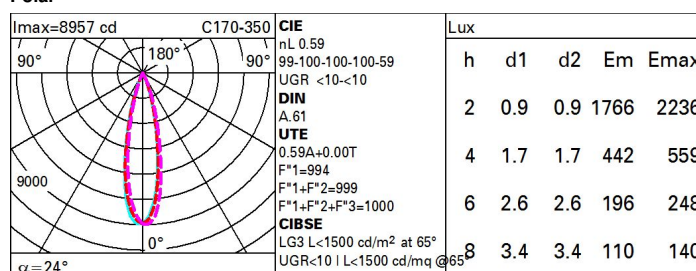 Imax=8957 cd C170-350
90° 180° 90°
9000
0°
α=24°
CIE
nL 0.59
99-100-100-100-59
UGR <10-<10
DIN
A.61
UTE
0.59A+0.00T
F"1=994
F"1+F"2=999
F"1+F"2+F"3=1000
CIBSE
LG3 L<1500 cd/m² at 65°
UGR<10 | L<1500 cd/mq @65°
Lux
h d1 d2 Em Emax
2 0.9 0.9 1766 2236
4 1.7 1.7 442 559
6 2.6 2.6 196 248
8 3.4 3.4 110 140